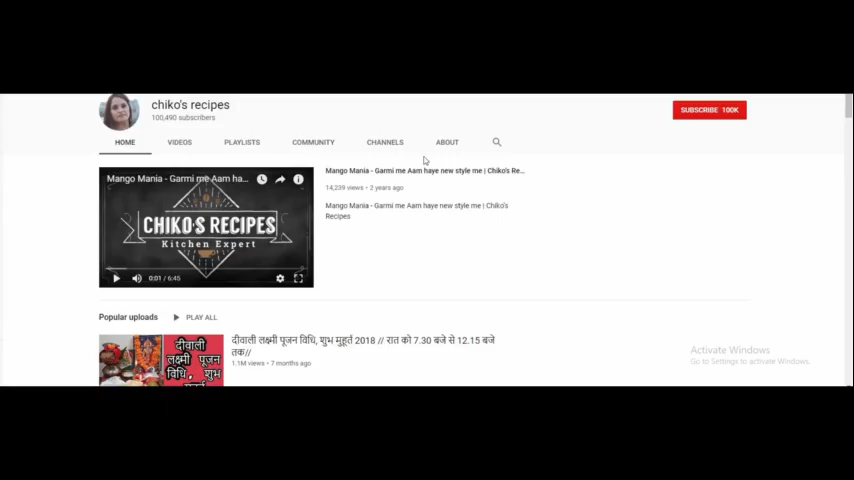 chiko's recipes
100,490 subscribers
SUBSCRIBE 100K
HOME VIDEOS PLAYLISTS COMMUNITY CHANNELS ABOUT
Mango Mania - Garmi me Aam ha...
CHIKO'S RECIPES
Kitchen Expert
0:01 / 6:45
Mango Mania - Garmi me Aam haye new style me | Chiko's Re...
14,239 views • 2 years ago
Mango Mania - Garmi me Aam haye new style me | Chiko's
Recipes
Popular uploads PLAY ALL
दीवाली
लक्ष्मी पूजन
विधि, शुभ
दीवाली लक्ष्मी पूजन विधि, शुभ मुहूर्त 2018 // रात को 7.30 बजे से 12.15 बजे
तक//
1.1M views • 7 months ago
Activate Windows
Go to Settings to activate Windows.